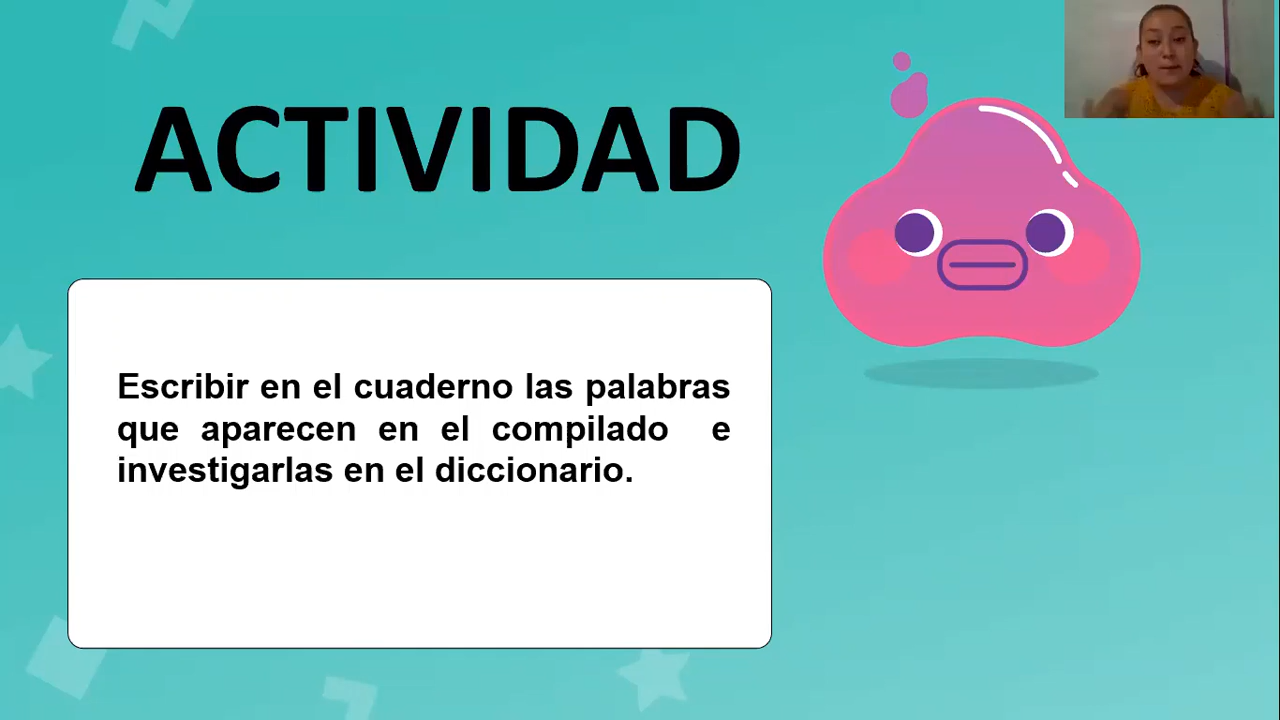 ACTIVIDAD
Escribir en el cuaderno las palabras
que aparecen en el compilado e
investigarlas en el diccionario.